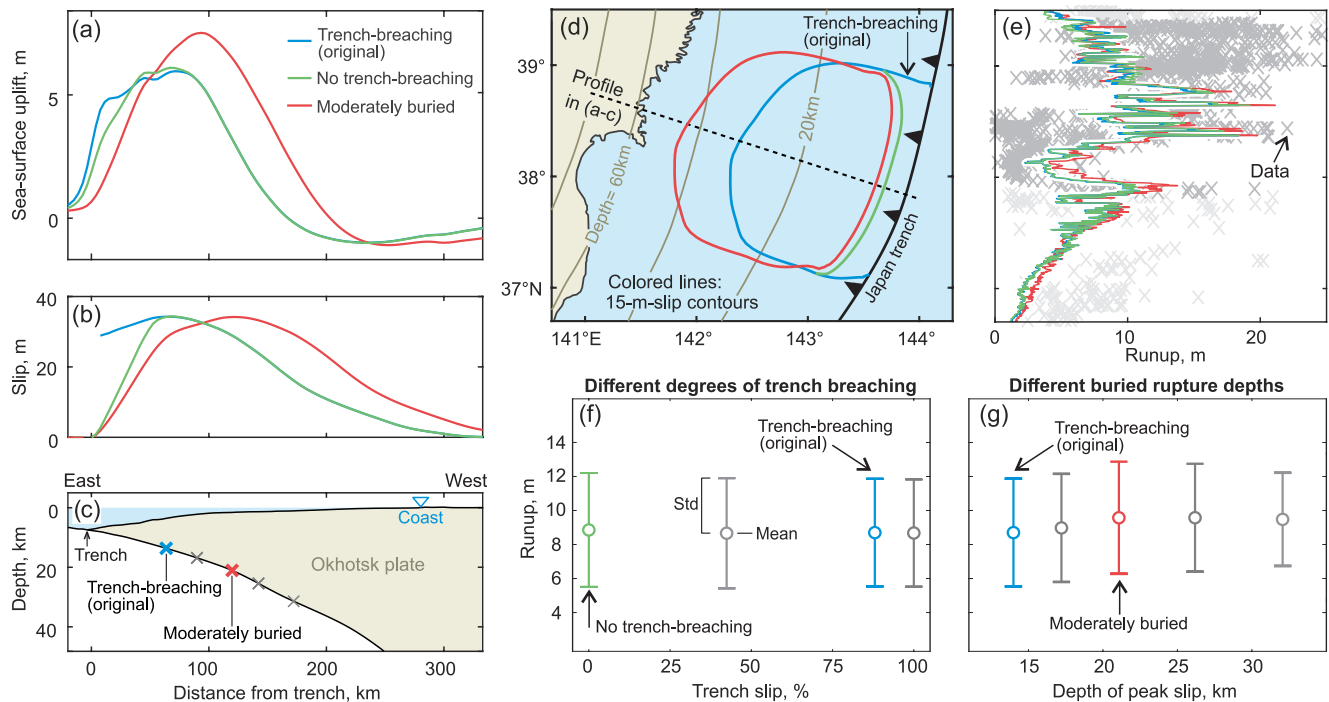 (a)
Trench-breaching
(original)
No trench-breaching
Moderately buried
Sea-surface uplift, m
5
0
(b)
Slip, m
40
20
0
East
West
(c)
Coast
Trench
Okhotsk plate
Trench-breaching
(original)
Moderately buried
Depth, km
0
20
40
0
100
200
300
Distance from trench, km
(d)
Trench-breaching
(original)
Profile
in (a-c)
20km
Depth= 60km
Japan trench
Colored lines:
15-m-slip contours
39°
38°
37°N
141°E
142°
143°
144°
(e)
Data
0
10
20
Runup, m
Different degrees of trench breaching
(f)
Trench-breaching
(original)
Std
Mean
No trench-breaching
Runup, m
14
12
10
8
6
4
0
25
50
75
100
Trench slip, %
Different buried rupture depths
(g)
Trench-breaching
(original)
Moderately buried
15
20
25
30
Depth of peak slip, km